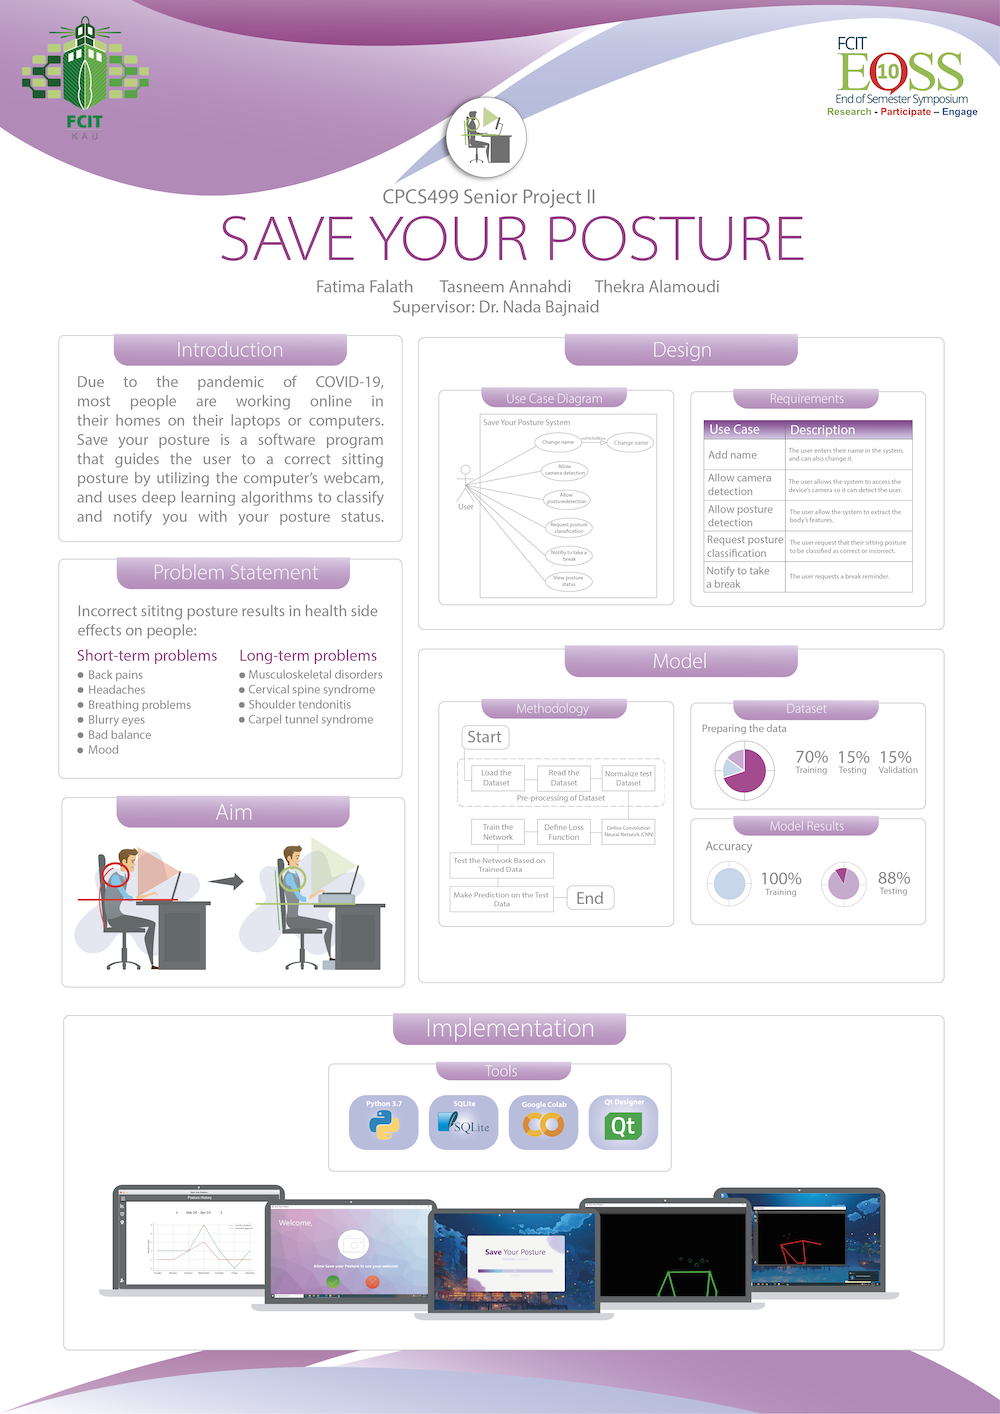 FCIT
KAU
FCIT
EOSS
10
End of Semester Symposium
Research - Participate – Engage
CPCS499 Senior Project II
SAVE YOUR POSTURE
Fatima Falath Tasneem Annahdi Thekra Alamoudi
Supervisor: Dr. Nada Bajnaid
Introduction
Due to the pandemic of COVID-19,
most people are working online in
their homes on their laptops or computers.
Save your posture is a software program
that guides the user to a correct sitting
posture by utilizing the computer's webcam,
and uses deep learning algorithms to classify
and notify you with your posture status.
Problem Statement
Incorrect sititng posture results in health side
effects on people:
Short-term problems
Back pains
Headaches
Breathing problems
Blurry eyes
Bad balance
Mood
Long-term problems
Musculoskeletal disorders
Cervical spine syndrome
Shoulder tendonitis
Carpel tunnel syndrome
Aim
Design
Use Case Diagram
Save Your Posture System
Change name
<<include>>
Change name
Allow
camera detection
Allow
posturedetection
Request posture
classification
Notifiy to take a
break
View posture
status
User
Requirements
Use Case Description
Add name
The user enters their name in the system,
and can also change it.
Allow camera
detection
The user allows the system to access the
device's camera so it can detect the user.
Allow posture
detection
The user allow the system to extract the
body's features.
Request posture
classification
The user request that their sitting posture
to be classified as correct or incorrect.
Notify to take
a break
The user requests a break reminder.
Model
Methodology
Start
Load the
Dataset
Read the
Dataset
Normalize test
Dataset
Pre-processing of Dataset
Train the
Network
Define Loss
Function
Define Convolution
Neural Network (CNN)
Test the Network Based on
Trained Data
Make Prediction on the Test
Data
End
Dataset
Preparing the data
70% 15% 15%
Training Testing Validation
Model Results
Accuracy
100%
Training
88%
Testing
Implementation
Tools
Python 3.7
SQLite
SQLite
Google Colab
Qt Designer
Qt
Posture History
Welcome,
Allow Save your Posture to use your webcam
Save Your Posture